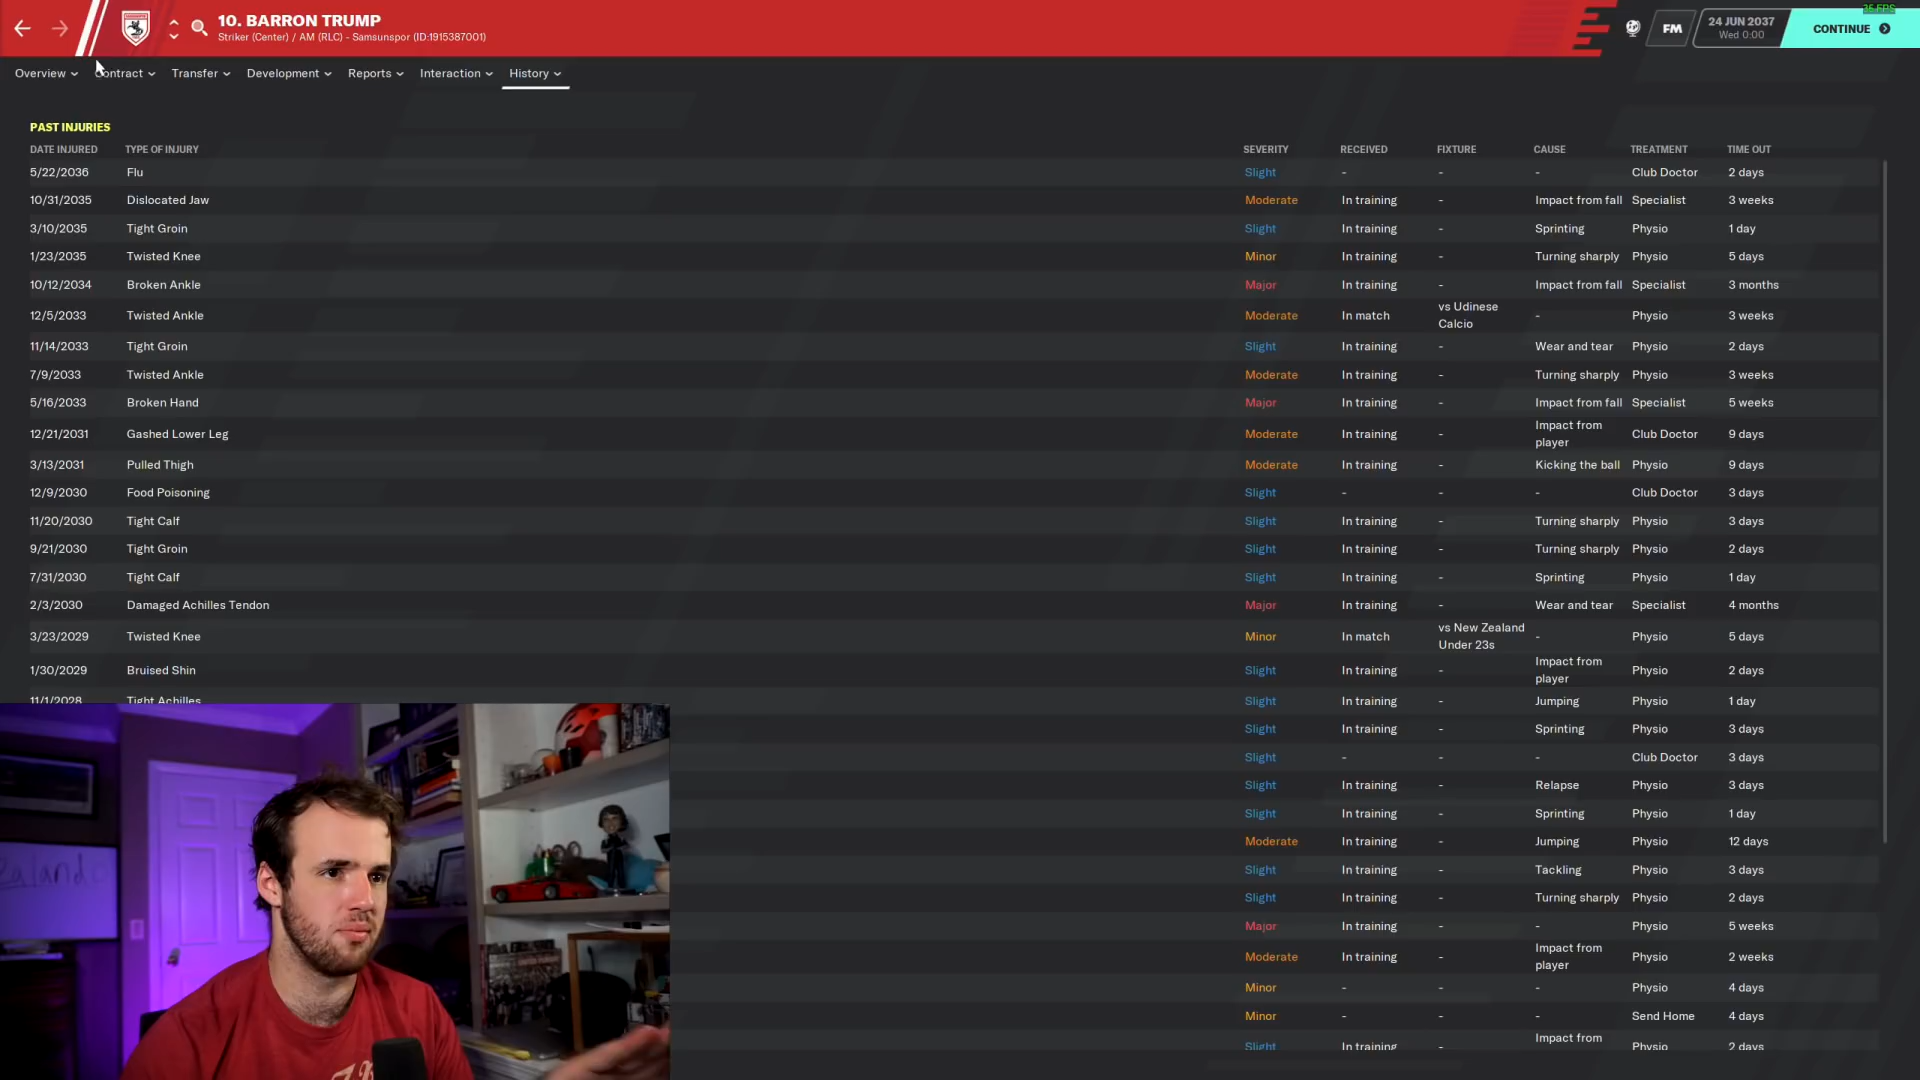 35 FPS
10. BARRON TRUMP
Striker (Center) / AM (RLC) - Samsunspor (ID:1915387001)
FM
24 JUN 2037
Wed 0:00
CONTINUE
Overview Contract Transfer Development Reports Interaction History
PAST INJURIES
DATE INJURED TYPE OF INJURY SEVERITY RECEIVED FIXTURE CAUSE TREATMENT TIME OUT
5/22/2036 Flu Slight - - - Club Doctor 2 days
10/31/2035 Dislocated Jaw Moderate In training - Impact from fall Specialist 3 weeks
3/10/2035 Tight Groin Slight In training - Sprinting Physio 1 day
1/23/2035 Twisted Knee Minor In training - Turning sharply Physio 5 days
10/12/2034 Broken Ankle Major In training - Impact from fall Specialist 3 months
12/5/2033 Twisted Ankle Moderate In match vs Udinese Calcio - Physio 3 weeks
11/14/2033 Tight Groin Slight In training - Wear and tear Physio 2 days
7/9/2033 Twisted Ankle Moderate In training - Turning sharply Physio 3 weeks
5/16/2033 Broken Hand Major In training - Impact from fall Specialist 5 weeks
12/21/2031 Gashed Lower Leg Moderate In training - Impact from player Club Doctor 9 days
3/13/2031 Pulled Thigh Moderate In training - Kicking the ball Physio 9 days
12/9/2030 Food Poisoning Slight - - - Club Doctor 3 days
11/20/2030 Tight Calf Slight In training - Turning sharply Physio 3 days
9/21/2030 Tight Groin Slight In training - Turning sharply Physio 2 days
7/31/2030 Tight Calf Slight In training - Sprinting Physio 1 day
2/3/2030 Damaged Achilles Tendon Major In training - Wear and tear Specialist 4 months
3/23/2029 Twisted Knee Minor In match vs New Zealand Under 23s - Physio 5 days
1/30/2029 Bruised Shin Slight In training - Impact from player Physio 2 days
11/1/2028 Tight Achilles Slight In training - Jumping Physio 1 day
Slight In training - Sprinting Physio 3 days
Slight - - - Club Doctor 3 days
Slight In training - Relapse Physio 3 days
Slight In training - Sprinting Physio 1 day
Moderate In training - Jumping Physio 12 days
Slight In training - Tackling Physio 3 days
Slight In training - Turning sharply Physio 2 days
Major In training - - Physio 5 weeks
Moderate In training - Impact from player Physio 2 weeks
Minor - - - Physio 4 days
Minor - - - Send Home 4 days
Slight In training - Impact from Physio 2 days
ealand